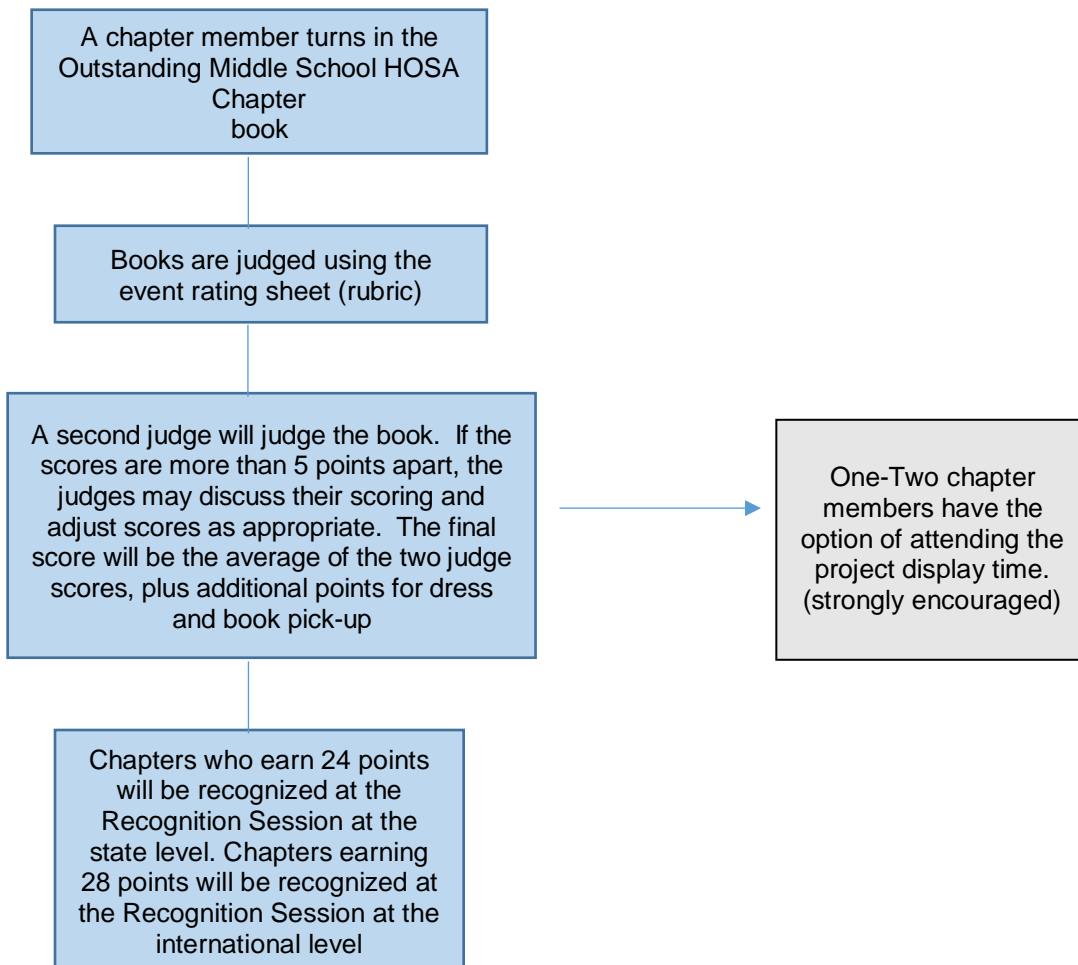 A chapter member turns in the
Outstanding Middle School HOSA
Chapter
book
Books are judged using the
event rating sheet (rubric)
A second judge will judge the book.  If the
scores are more than 5 points apart, the
judges may discuss their scoring and
adjust scores as appropriate.  The final
score will be the average of the two judge
scores, plus additional points for dress
and book pick-up
One-Two chapter
members have the
option of attending the
project display time.
(strongly encouraged)
Chapters who earn 24 points
will be recognized at the
Recognition Session at the
state level. Chapters earning
28 points will be recognized at
the Recognition Session at the
international level